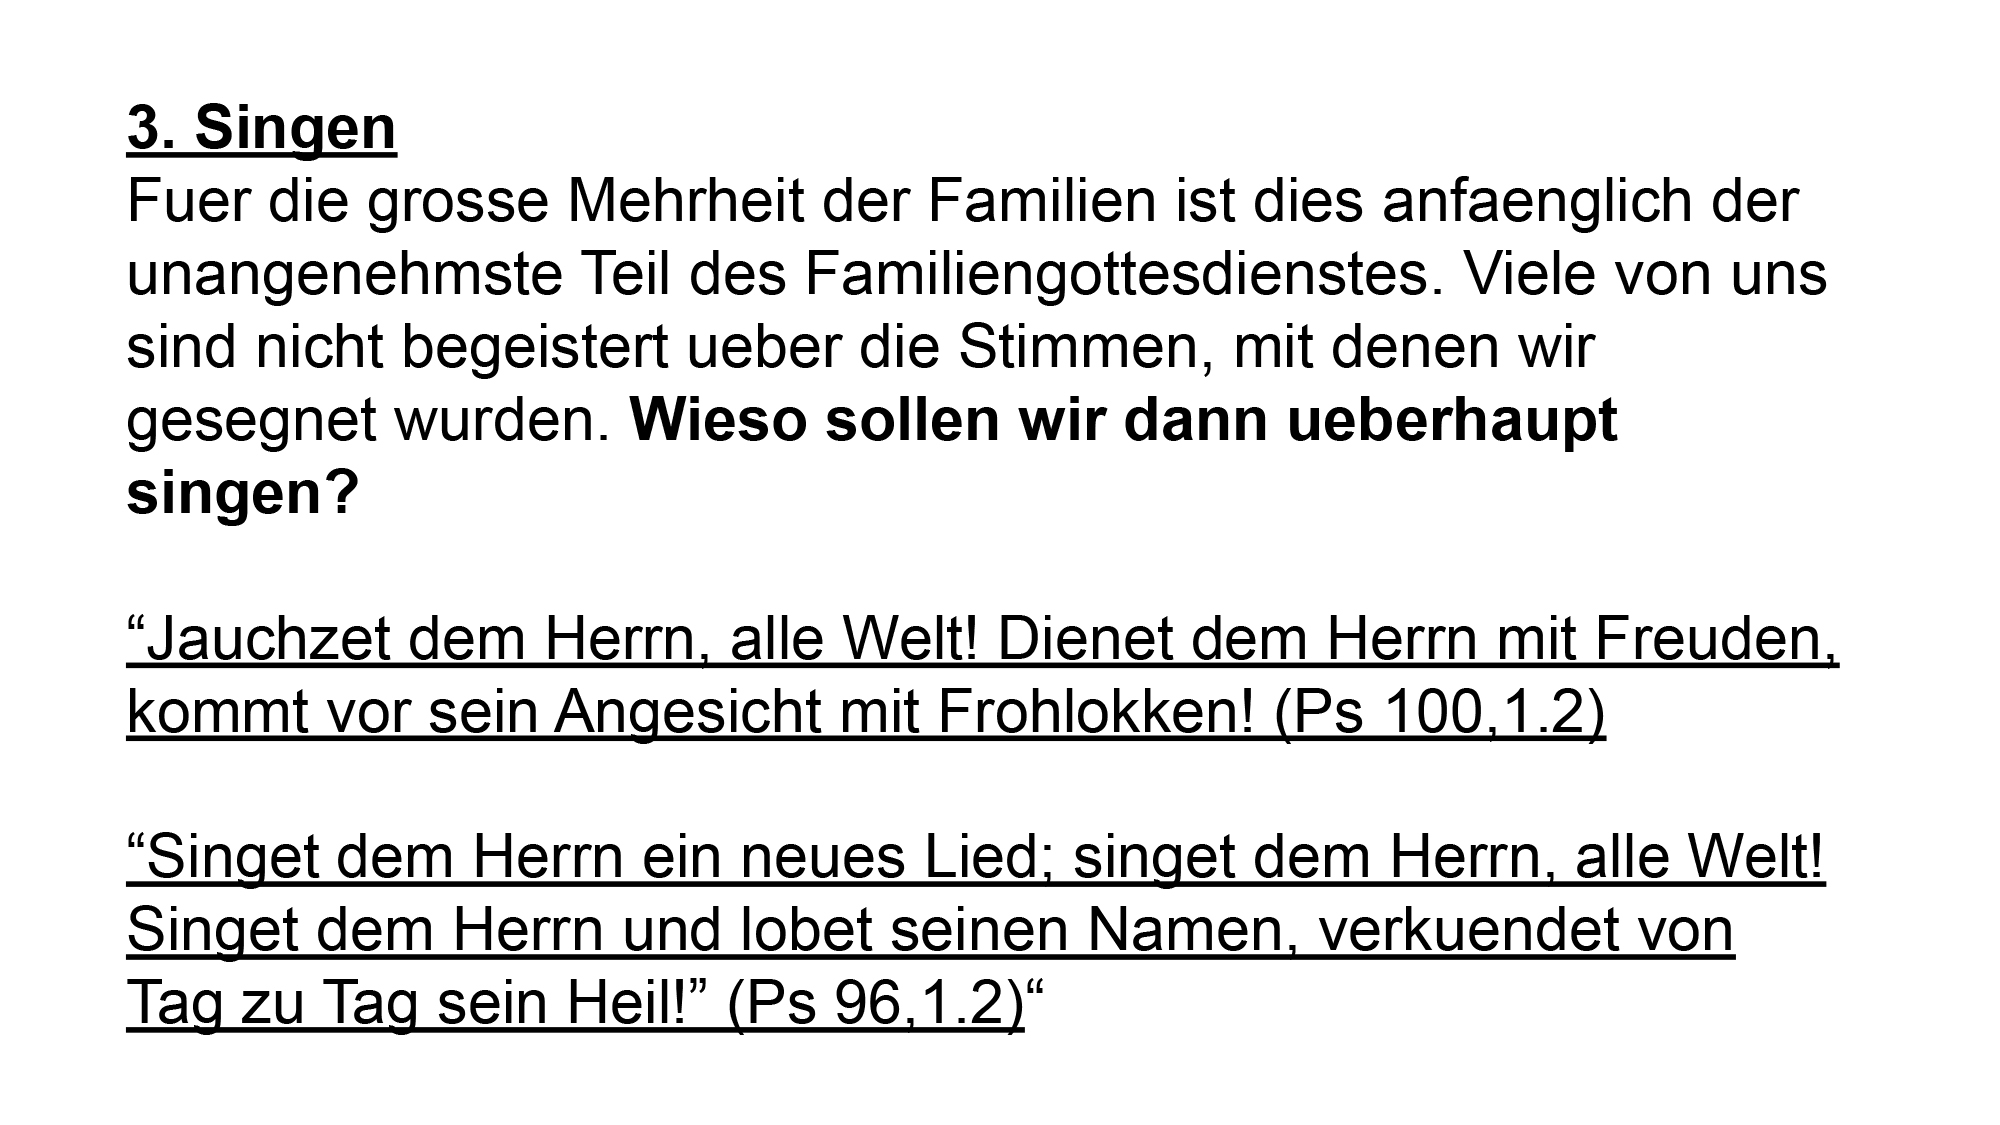 3. Singen
Fuer die grosse Mehrheit der Familien ist dies anfaenglich der
unangenehmste Teil des Familiengottesdienstes. Viele von uns
sind nicht begeistert ueber die Stimmen, mit denen wir
gesegnet wurden. Wieso sollen wir dann ueberhaupt
singen?
“Jauchzet dem Herrn, alle Welt! Dienet dem Herrn mit Freuden,
kommt vor sein Angesicht mit Frohlokken! (Ps 100,1.2)
“Singet dem Herrn ein neues Lied; singet dem Herrn, alle Welt!
Singet dem Herrn und lobet seinen Namen, verkuendet von
Tag zu Tag sein Heil!” (Ps 96,1.2)“